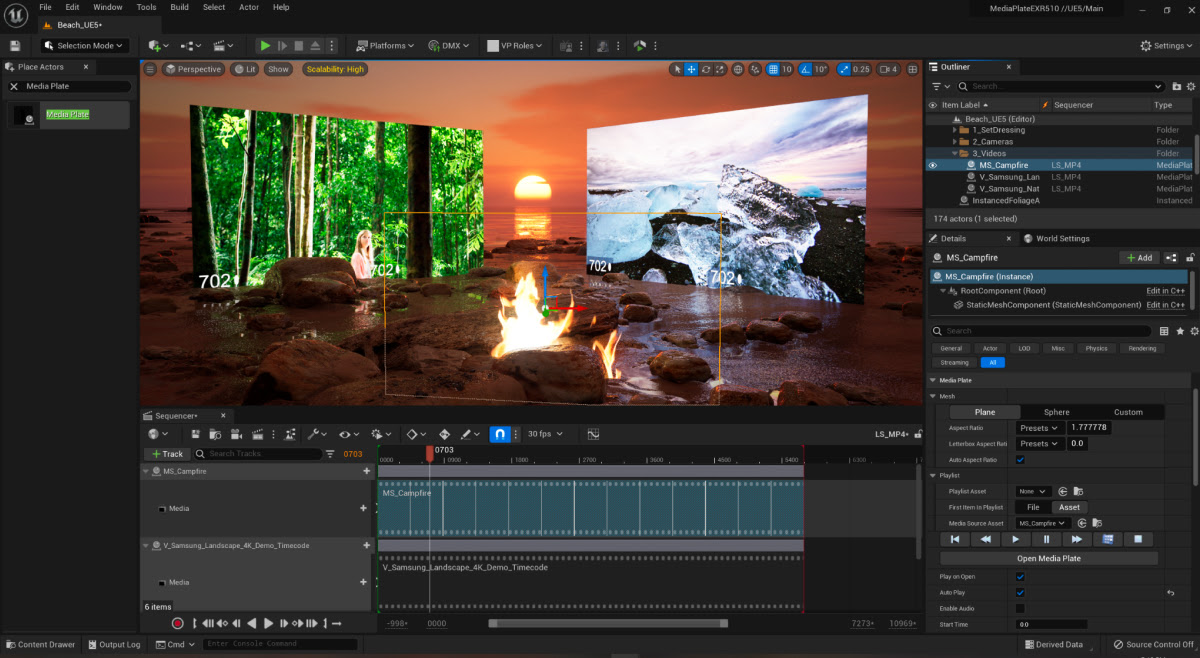 File Edit Window Tools Build Select Actor Help
MediaPlateEXR510 //UE5/Main
Beach_UE5•
Selection Mode
Platforms
DMX
VP Roles
Settings
Place Actors
Media Plate
Media Plate
Perspective Lit Show Scalability: High
10 10° 0.25 4
702
702
702
702
Outliner
Search...
Item Label Sequencer Type
Beach_UE5 (Editor)
1_SetDressing Folder
2_Cameras Folder
3_Videos Folder
MS_Campfire LS_MP4 MediaPlat
V_Samsung_Lan LS_MP4 MediaPlat
V_Samsung_Nat LS_MP4 MediaPlat
InstancedFoliageA Instanced
174 actors (1 selected)
Details World Settings
MS_Campfire + Add
MS_Campfire (Instance)
RootComponent (Root) Edit in C++
StaticMeshComponent (StaticMeshComponent) Edit in C++
Search
General Actor LOD Misc Physics Rendering
Streaming All
Media Plate
Mesh
Plane Sphere Custom
Aspect Ratio Presets 1.777778
Letterbox Aspect Rati Presets 0.0
Auto Aspect Ratio
Playlist
Playlist Asset None
First Item in Playlist File Asset
Media Source Asset MS_Campfire
Open Media Plate
Play on Open
Auto Play
Enable Audio
Start Time 0.0
Sequencer•
30 fps
LS_MP4•
+ Track Search Tracks 0703
0703
0000 0900 1800 2700 3600 4500 5400 6300
MS_Campfire
MS_Campfire
Media
V_Samsung_Landscape_4K_Demo_Timecode
V_Samsung_Landscape_4K_Demo_Timecode
Media
6 items
-998+ 0000 7273+ 10969+
Content Drawer Output Log Cmd Enter Console Command
Derived Data Source Control Off